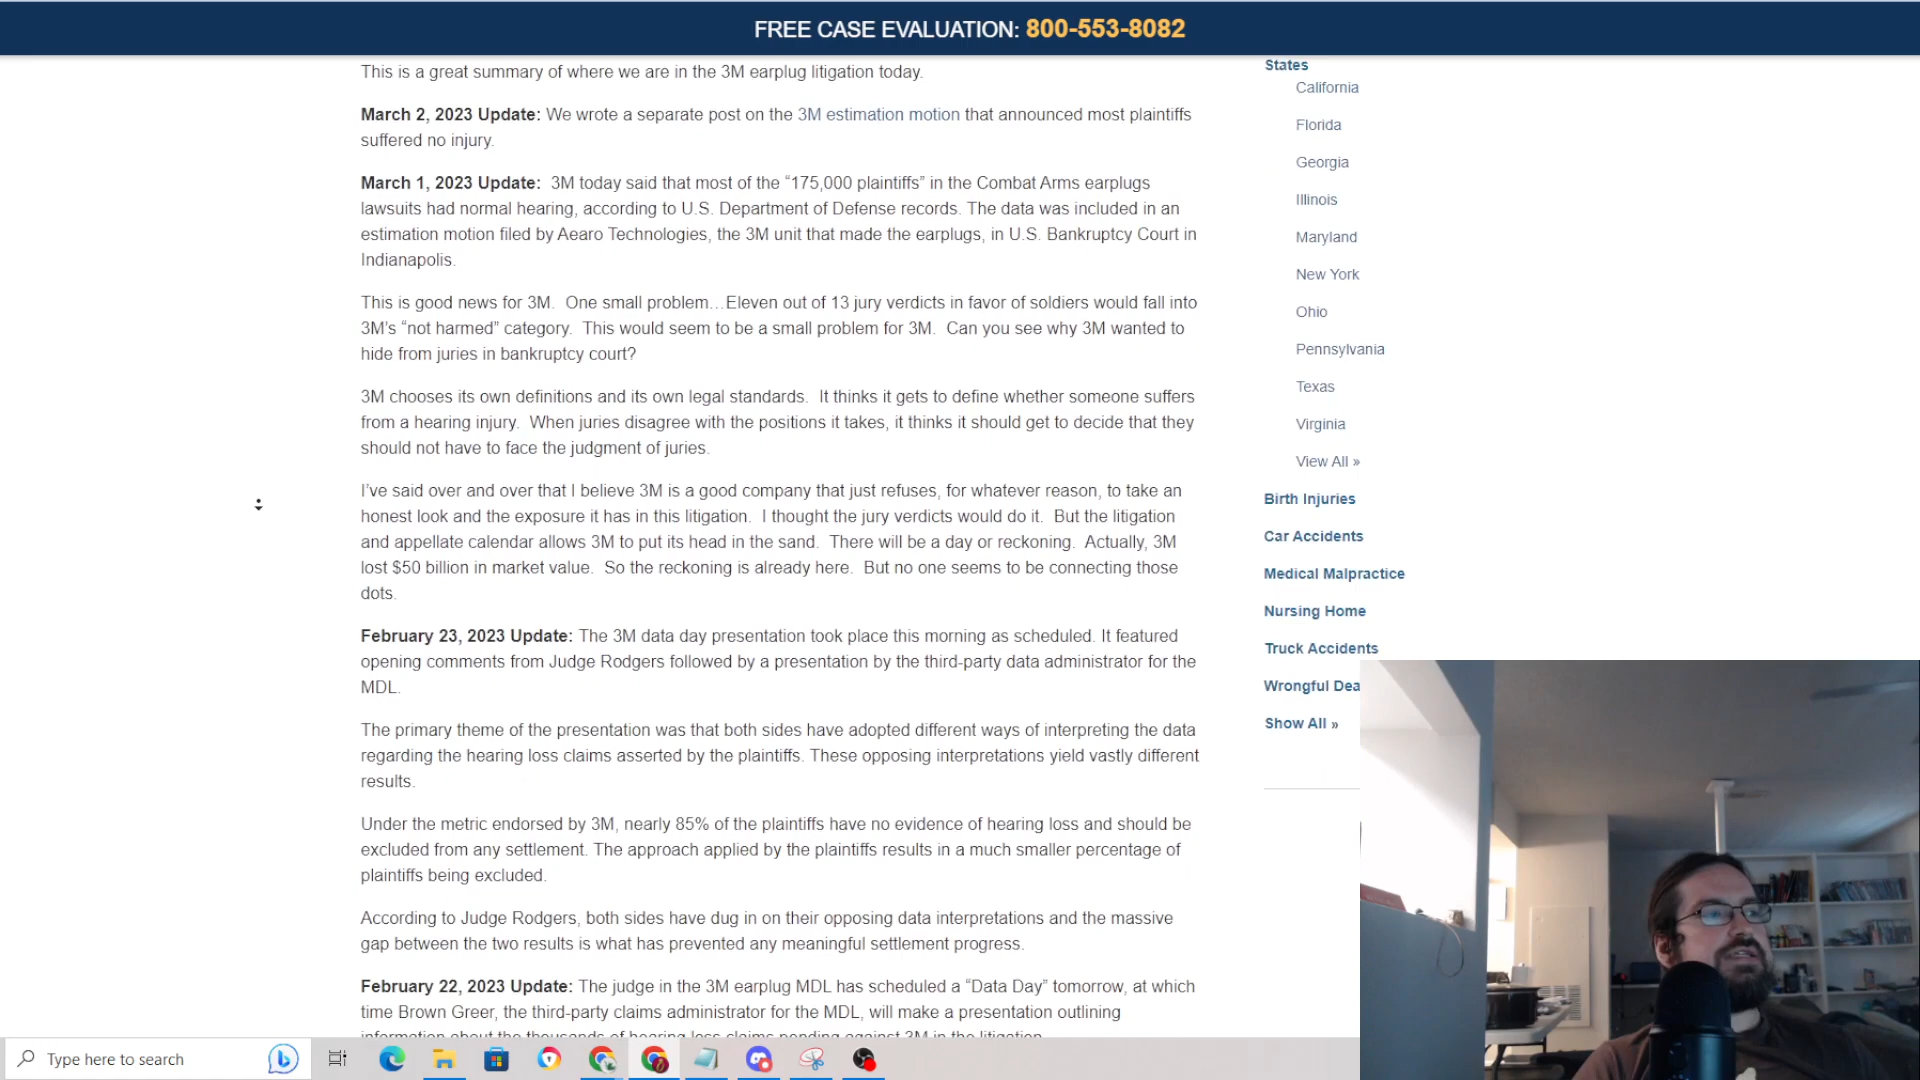 FREE CASE EVALUATION: 800-553-8082
This is a great summary of where we are in the 3M earplug litigation today.
March 2, 2023 Update: We wrote a separate post on the 3M estimation motion that announced most plaintiffs
suffered no injury.
March 1, 2023 Update:  3M today said that most of the “175,000 plaintiffs” in the Combat Arms earplugs
lawsuits had normal hearing, according to U.S. Department of Defense records. The data was included in an
estimation motion filed by Aearo Technologies, the 3M unit that made the earplugs, in U.S. Bankruptcy Court in
Indianapolis.
This is good news for 3M.  One small problem…Eleven out of 13 jury verdicts in favor of soldiers would fall into
3M’s “not harmed” category.  This would seem to be a small problem for 3M.  Can you see why 3M wanted to
hide from juries in bankruptcy court?
3M chooses its own definitions and its own legal standards.  It thinks it gets to define whether someone suffers
from a hearing injury.  When juries disagree with the positions it takes, it thinks it should get to decide that they
should not have to face the judgment of juries.
I’ve said over and over that I believe 3M is a good company that just refuses, for whatever reason, to take an
honest look and the exposure it has in this litigation.  I thought the jury verdicts would do it.  But the litigation
and appellate calendar allows 3M to put its head in the sand.  There will be a day or reckoning.  Actually, 3M
lost $50 billion in market value.  So the reckoning is already here.  But no one seems to be connecting those
dots.
February 23, 2023 Update: The 3M data day presentation took place this morning as scheduled. It featured
opening comments from Judge Rodgers followed by a presentation by the third-party data administrator for the
MDL.
The primary theme of the presentation was that both sides have adopted different ways of interpreting the data
regarding the hearing loss claims asserted by the plaintiffs. These opposing interpretations yield vastly different
results.
Under the metric endorsed by 3M, nearly 85% of the plaintiffs have no evidence of hearing loss and should be
excluded from any settlement. The approach applied by the plaintiffs results in a much smaller percentage of
plaintiffs being excluded.
According to Judge Rodgers, both sides have dug in on their opposing data interpretations and the massive
gap between the two results is what has prevented any meaningful settlement progress.
February 22, 2023 Update: The judge in the 3M earplug MDL has scheduled a “Data Day” tomorrow, at which
time Brown Greer, the third-party claims administrator for the MDL, will make a presentation outlining
information about the thousands of hearing loss claims pending against 3M in the litigation.
States
California
Florida
Georgia
Illinois
Maryland
New York
Ohio
Pennsylvania
Texas
Virginia
View All »
Birth Injuries
Car Accidents
Medical Malpractice
Nursing Home
Truck Accidents
Wrongful Dea
Show All »
Type here to search